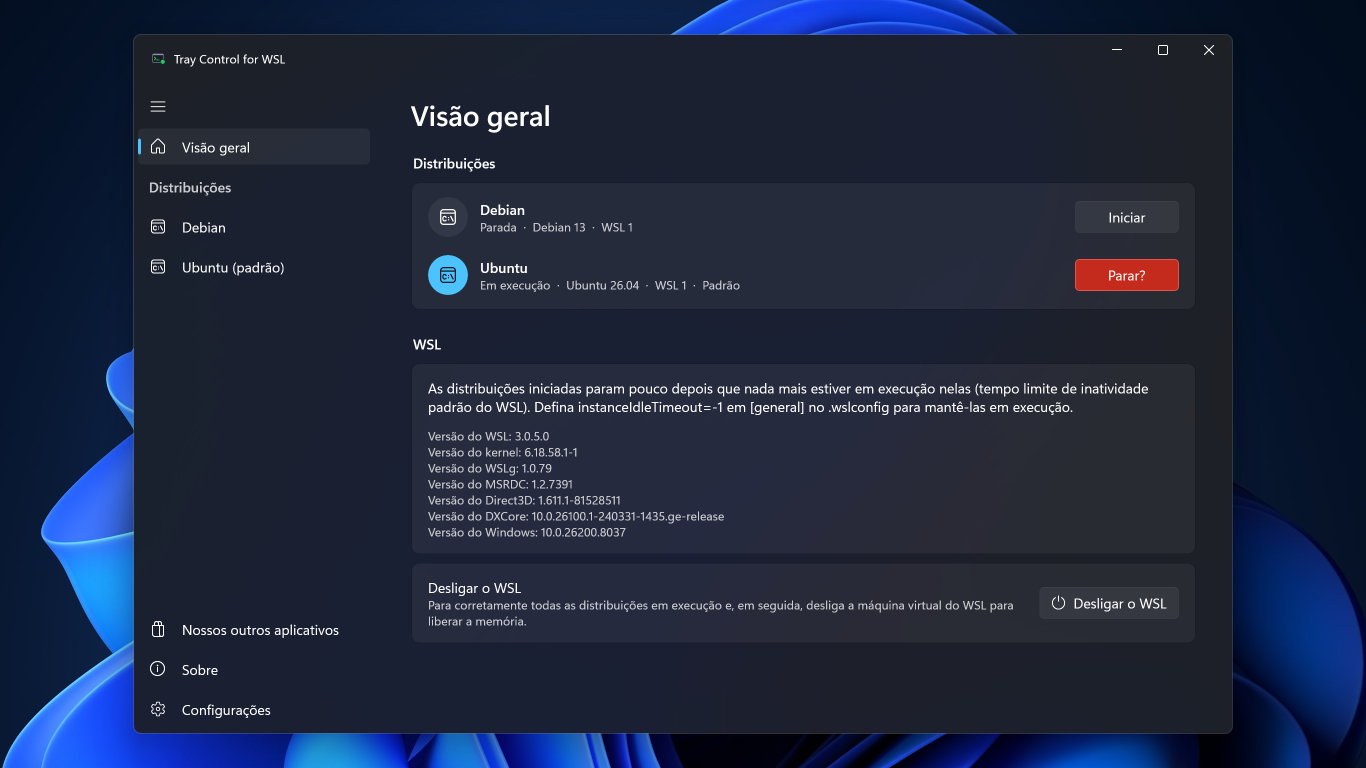 Tray Control for WSL
Visão geral
Distribuições
Debian
Ubuntu (padrão)
Nossos outros aplicativos
Sobre
Configurações
Visão geral
Distribuições
Debian
Parada · Debian 13 · WSL 1
Iniciar
Ubuntu
Em execução · Ubuntu 26.04 · WSL 1 · Padrão
Parar?
WSL
As distribuições iniciadas param pouco depois que nada mais estiver em execução nelas (tempo limite de inatividade
padrão do WSL). Defina instanceIdleTimeout=-1 em [general] no .wslconfig para mantê-las em execução.
Versão do WSL: 3.0.5.0
Versão do kernel: 6.18.58.1-1
Versão do WSLg: 1.0.79
Versão do MSRDC: 1.2.7391
Versão do Direct3D: 1.611.1-81528511
Versão do DXCore: 10.0.26100.1-240331-1435.ge-release
Versão do Windows: 10.0.26200.8037
Desligar o WSL
Para corretamente todas as distribuições em execução e, em seguida, desliga a máquina virtual do WSL para
liberar a memória.
Desligar o WSL